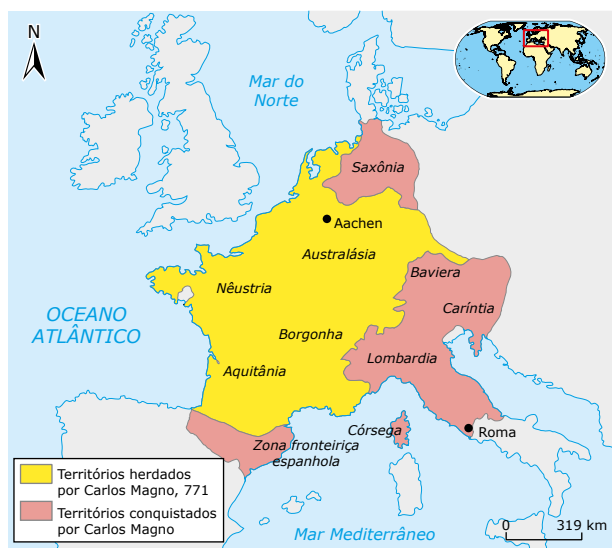 N
Mar do
Norte
Saxônia
Aachen
Australásia
Baviera
Nêustria
Caríntia
OCEANO
ATLÂNTICO
Borgonha
Lombardia
Aquitânia
Córsega
Roma
Zona fronteiriça
espanhola
Territórios herdados
por Carlos Magno, 771
Territórios conquistados
por Carlos Magno
0 319 km
Mar Mediterrâneo